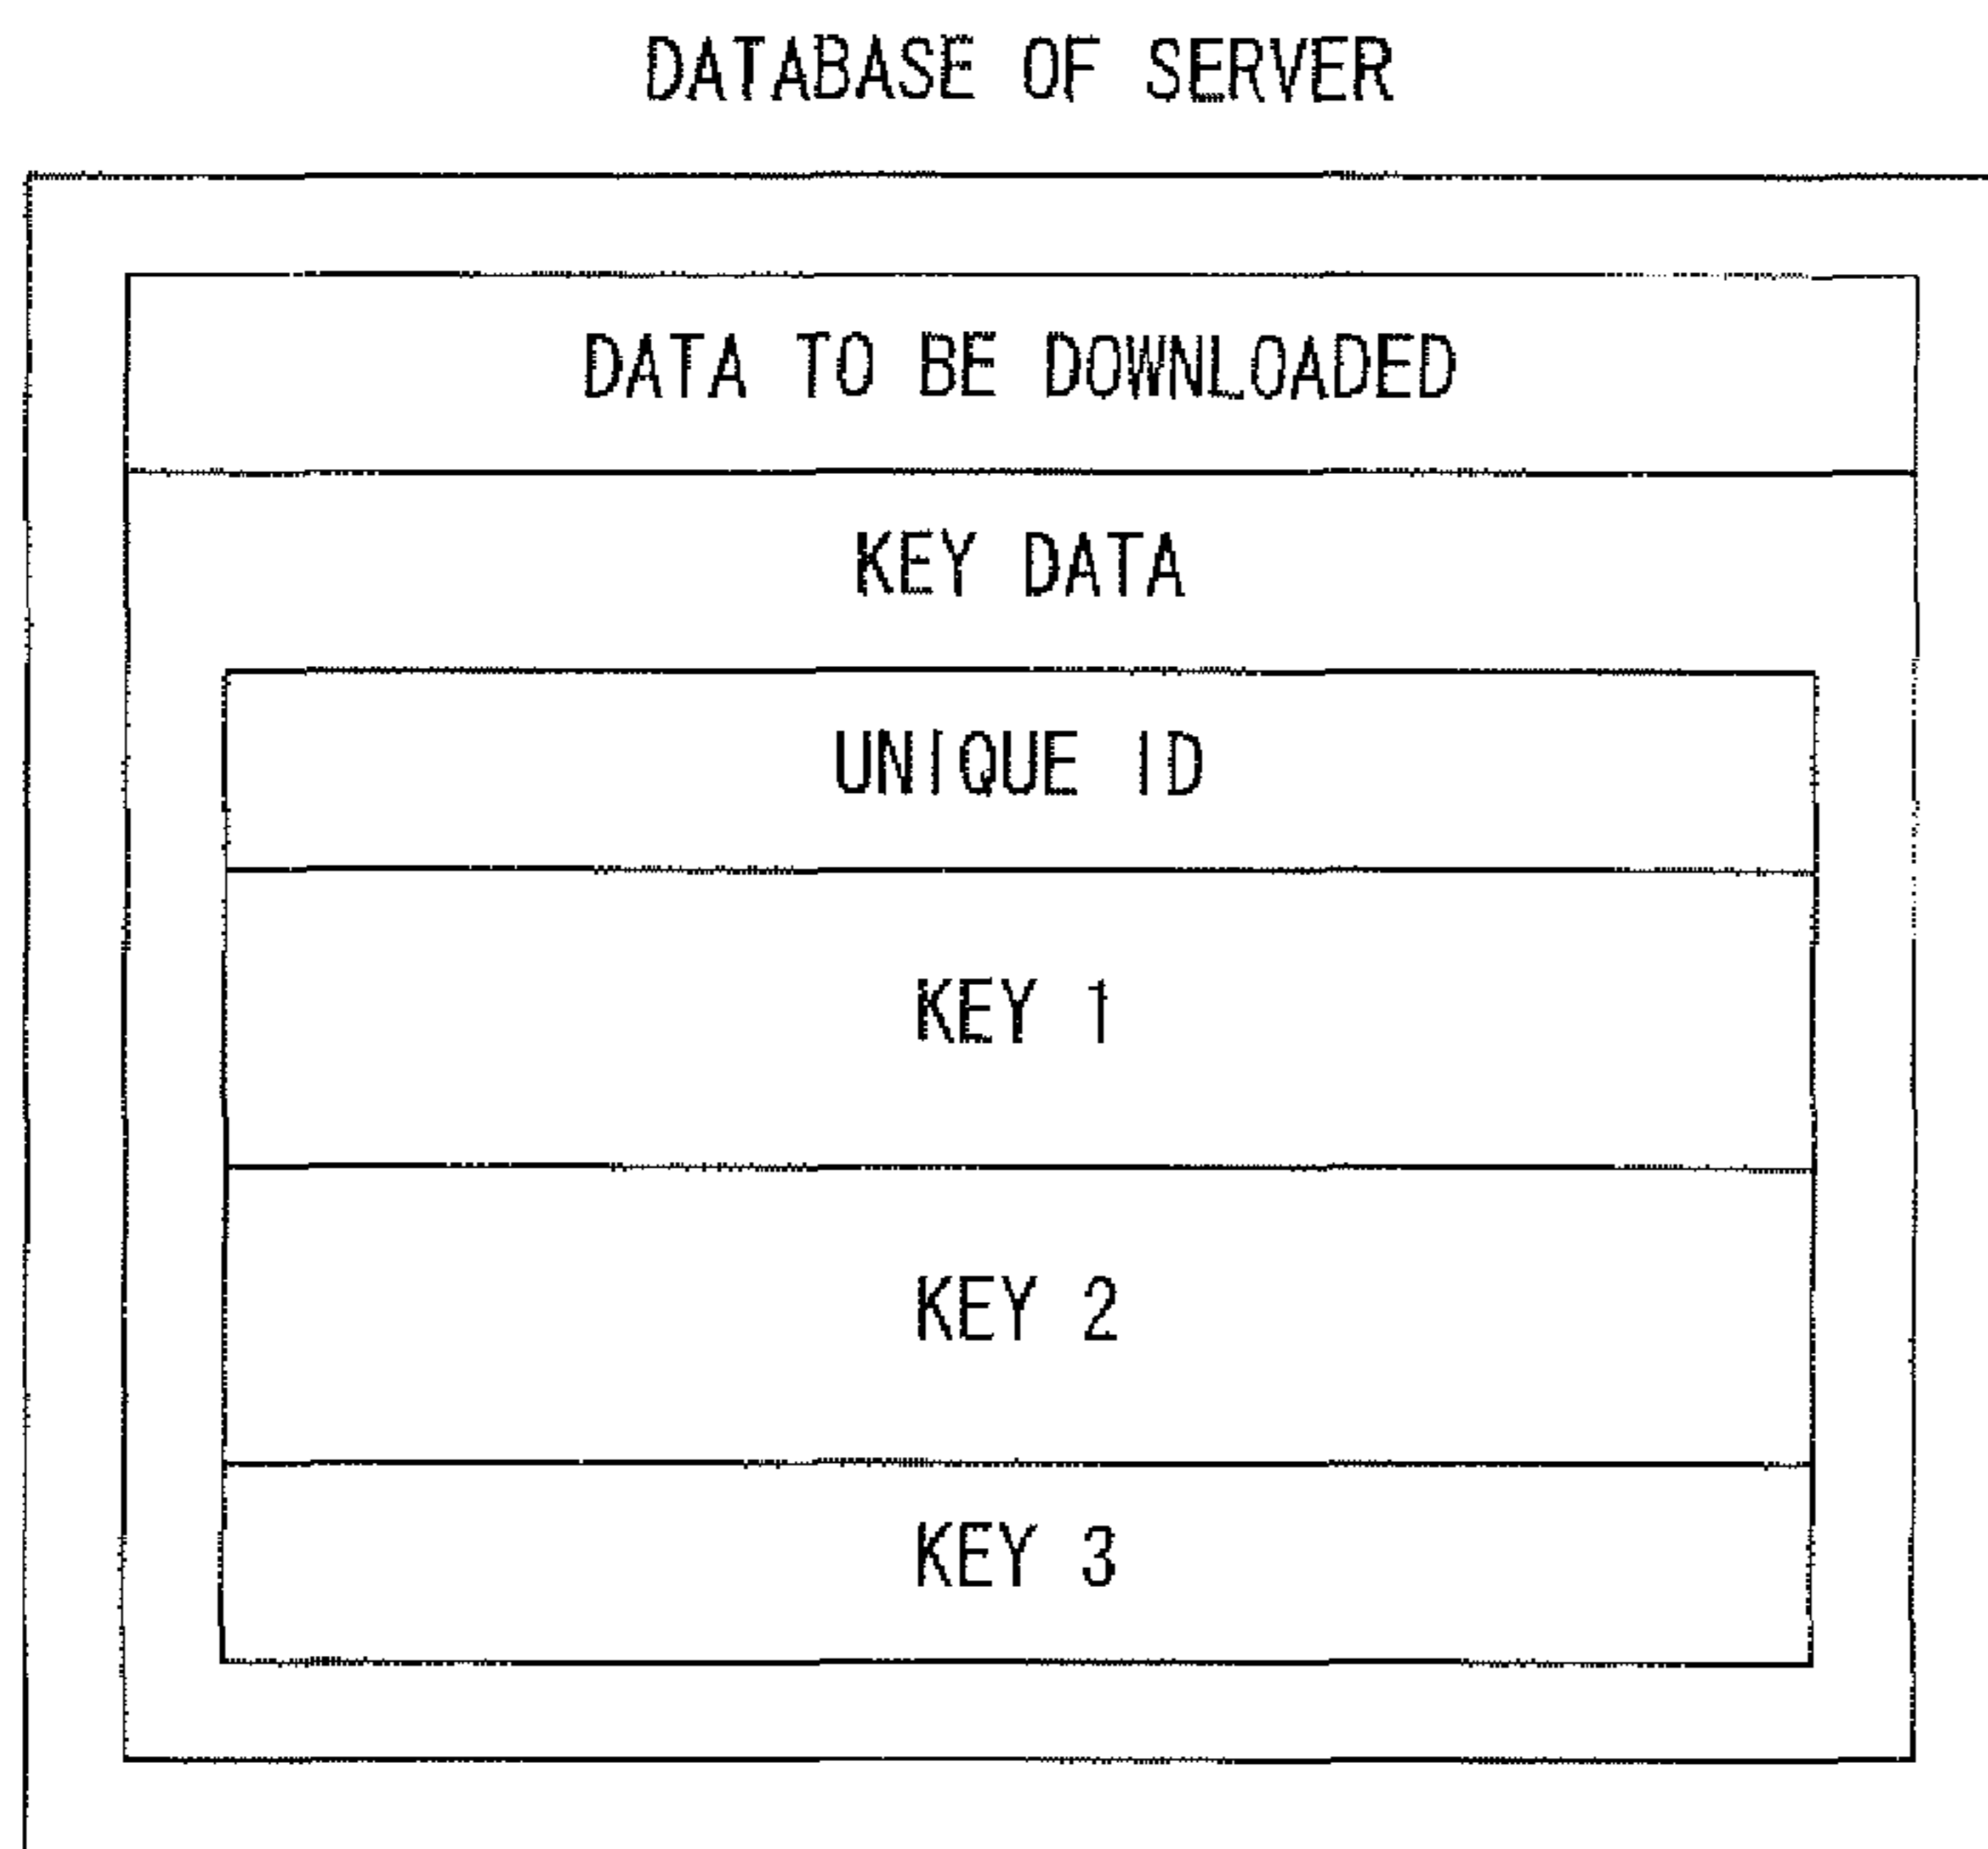 DATABASE OF SERVER
DATA TO BE DOWNLOADED
KEY DATA
UNIQUE ID
KEY 1
KEY 2
KEY 3